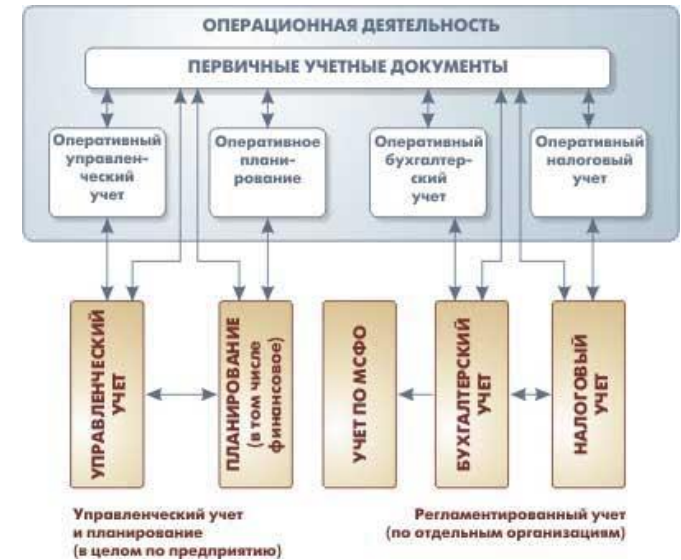 ОПЕРАЦИОННАЯ ДЕЯТЕЛЬНОСТЬ
ПЕРВИЧНЫЕ УЧЕТНЫЕ ДОКУМЕНТЫ
Оперативный
управлен-
ческий
учет
Оперативное
плани-
рование
Оперативный
бухгалтер-
ский
учет
Оперативный
налоговый
учет
УПРАВЛЕНЧЕСКИЙ
УЧЕТ
ПЛАНИРОВАНИЕ
(в том числе
финансовое)
УЧЕТ ПО МСФО
БУХГАЛТЕРСКИЙ
УЧЕТ
НАЛОГОВЫЙ
УЧЕТ
Управленческий учет
и планирование
(в целом по предприятию)
Регламентированный учет
(по отдельным организациям)